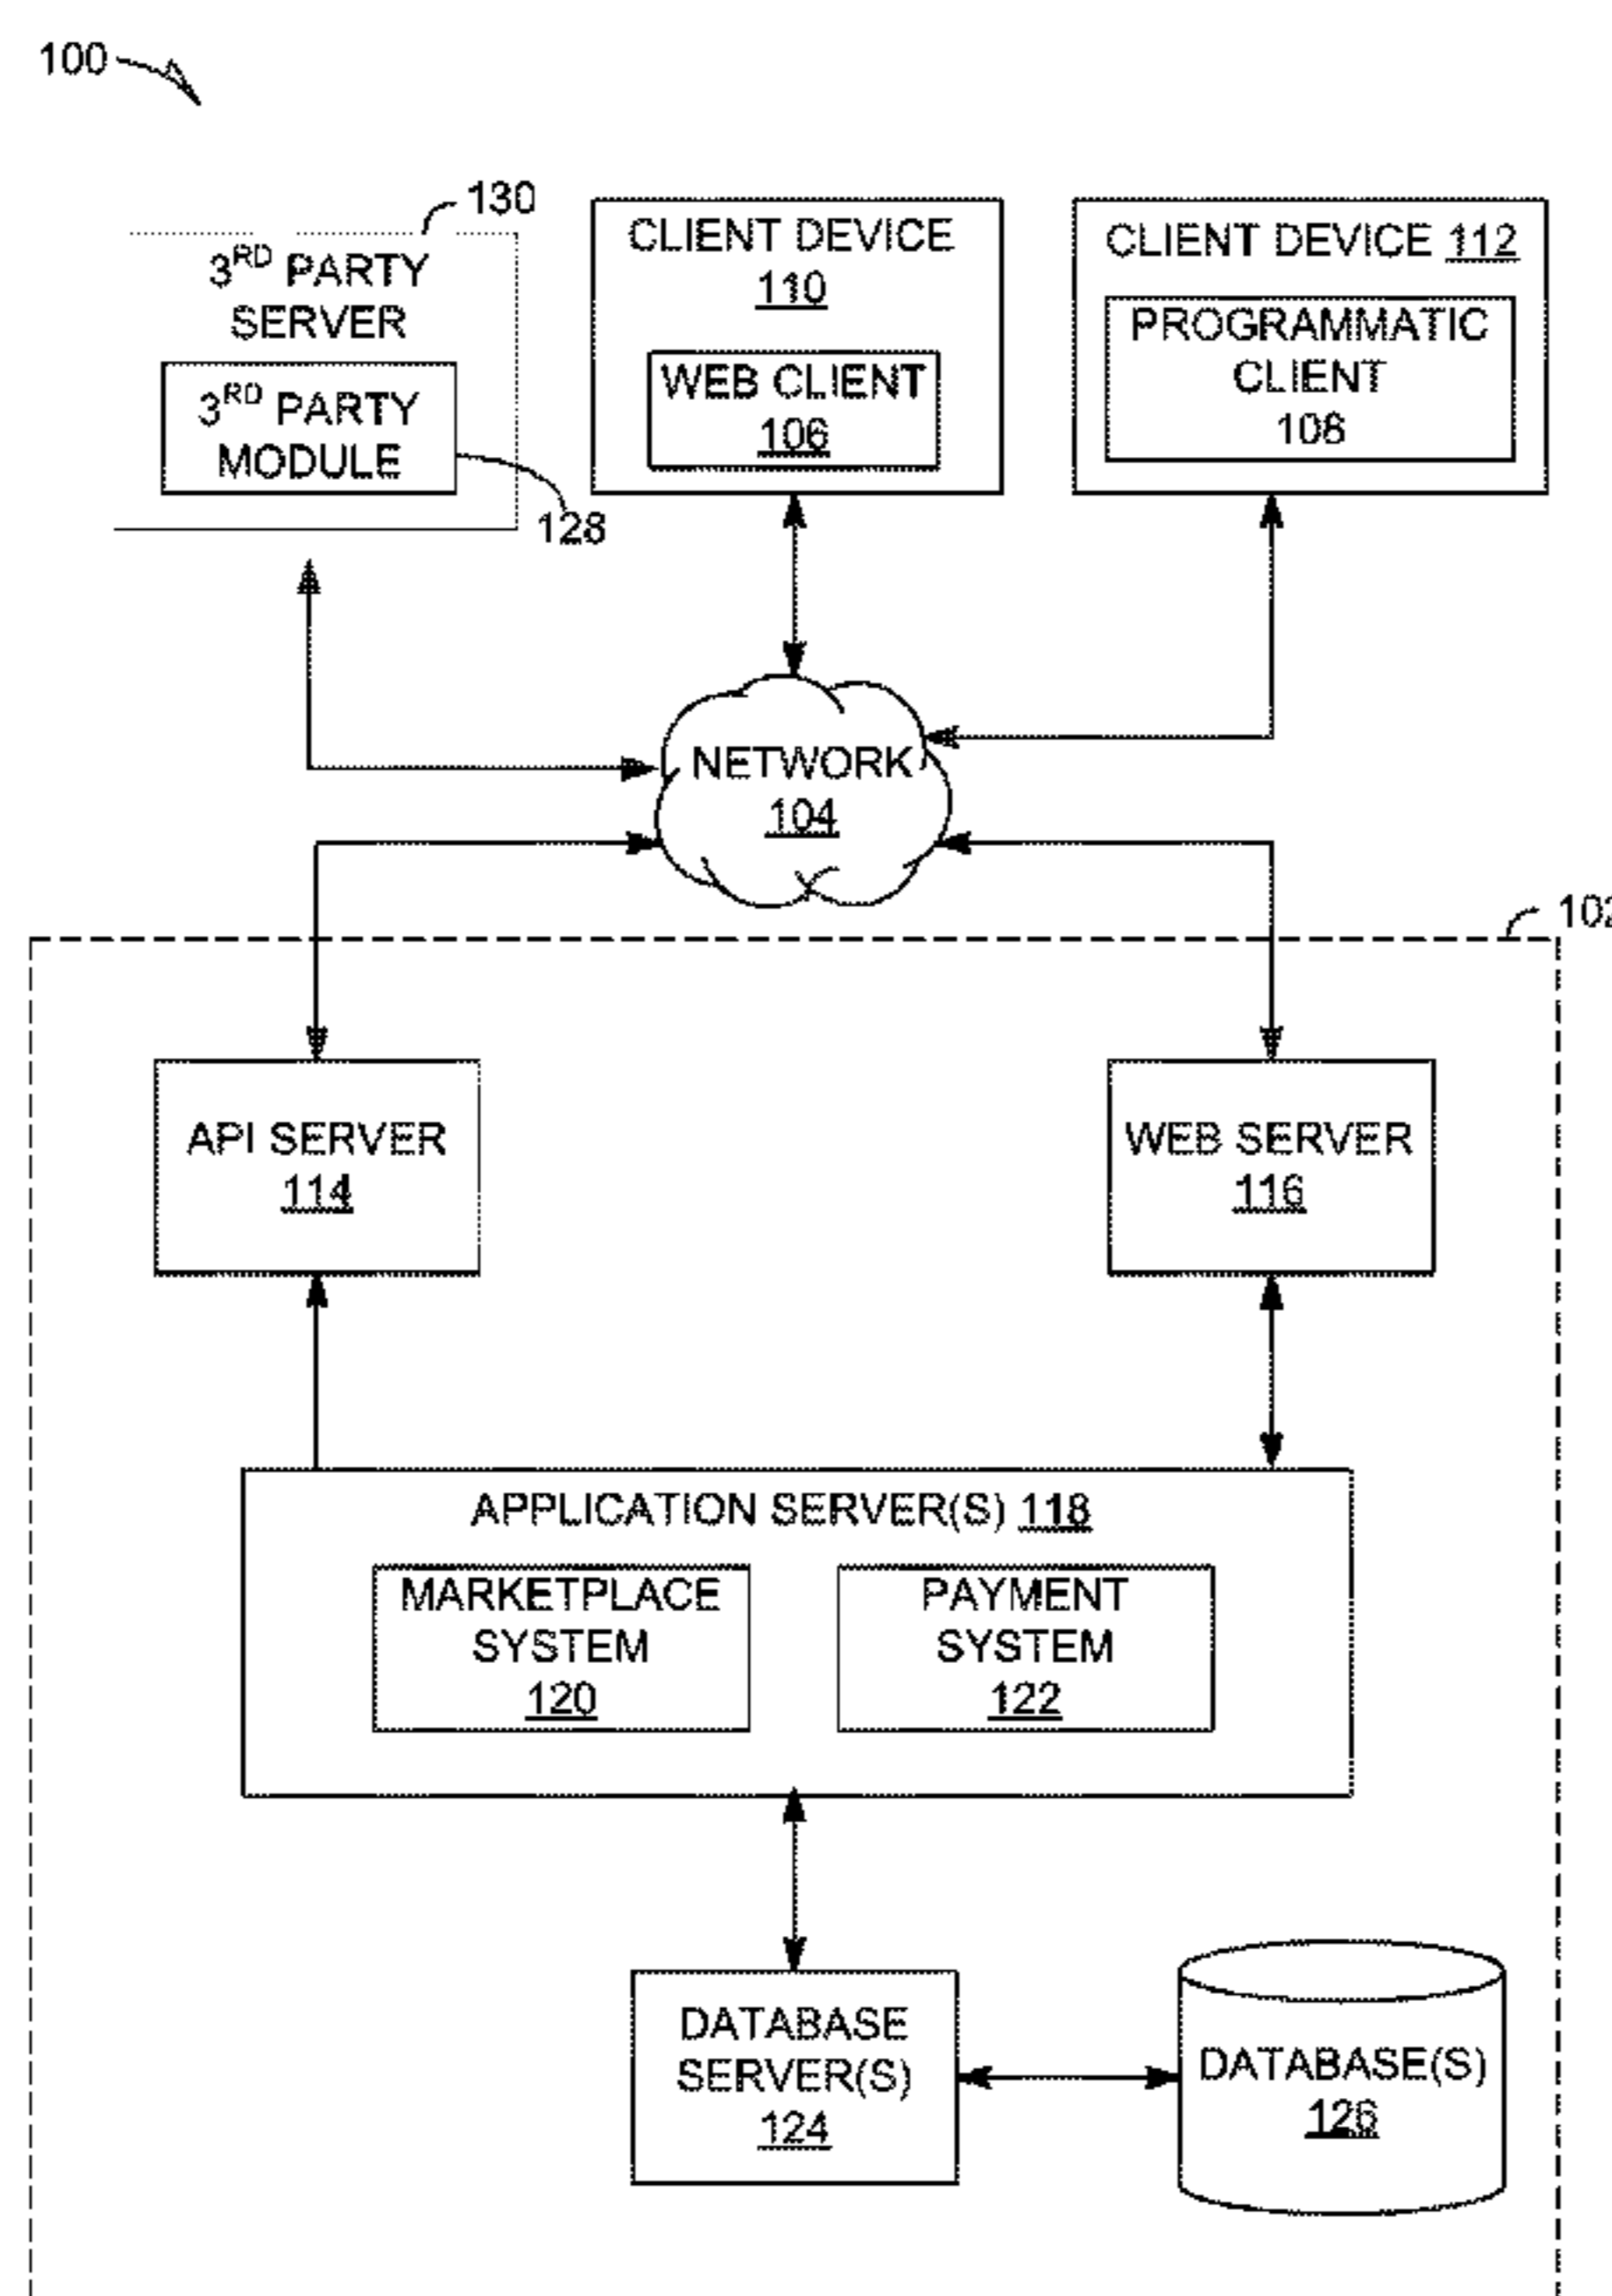 100
130
3RD PARTY
SERVER
3RD PARTY
MODULE
128
CLIENT DEVICE
110
WEB CLIENT
106
CLIENT DEVICE 112
PROGRAMMATIC
CLIENT
108
NETWORK
104
102
API SERVER
114
WEB SERVER
116
APPLICATION SERVER(S) 118
MARKETPLACE
SYSTEM
120
PAYMENT
SYSTEM
122
DATABASE
SERVER(S)
124
DATABASE(S)
126